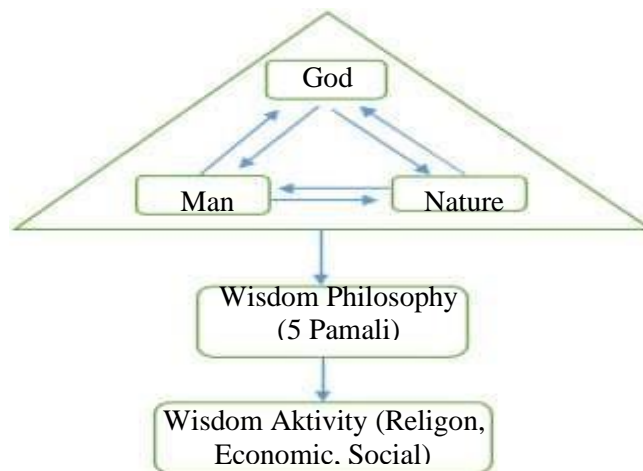 God
Man
Nature
Wisdom Philosophy
(5 Pamali)
Wisdom Aktivity (Religon,
Economic, Social)